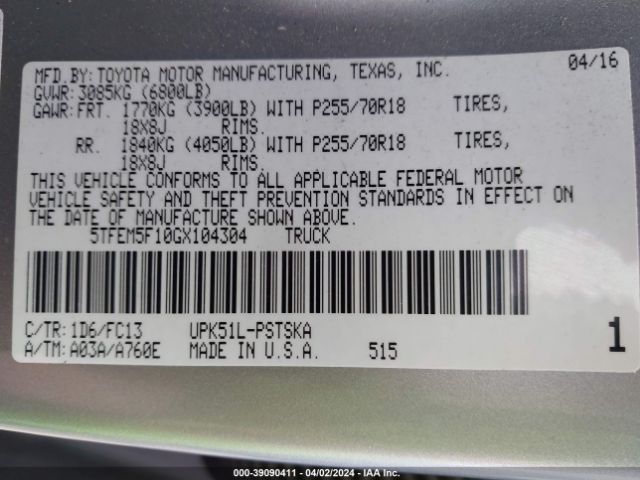 MFD.BY: TOYOTA MOTOR MANUFACTURING, TEXAS, INC. 04/16
GVWR: 3085KG (6800LB)
GAWR: FRT. 1770KG (3900LB) WITH P255/70R18 TIRES,
18X8J RIMS.
RR. 1840KG (4050LB) WITH P255/70R18 TIRES,
18X8J RIMS.
THIS VEHICLE CONFORMS TO ALL APPLICABLE FEDERAL MOTOR
VEHICLE SAFETY AND THEFT PREVENTION STANDARDS IN EFFECT ON
THE DATE OF MANUFACTURE SHOWN ABOVE.
5TFEM5F10GX104304 TRUCK
C/TR: 1D6/FC13 UPK51L-PSTSKA
A/TM: A03A/A760E MADE IN U.S.A. 515 1
000-39090411 - 04/02/2024 - IAA Inc.